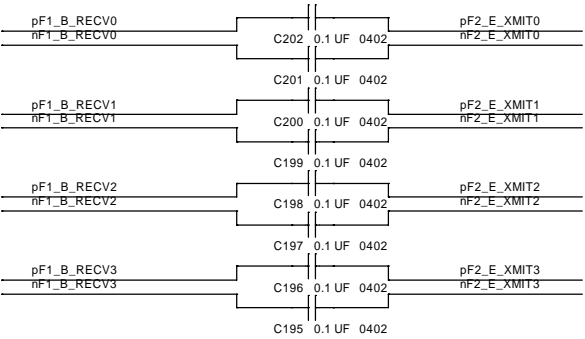 pF1_B_RECV0 pF2_E_XMIT0
nF1_B_RECV0 C202 0.1 UF 0402 nF2_E_XMIT0
C201 0.1 UF 0402
pF1_B_RECV1 pF2_E_XMIT1
nF1_B_RECV1 C200 0.1 UF 0402 nF2_E_XMIT1
C199 0.1 UF 0402
pF1_B_RECV2 pF2_E_XMIT2
nF1_B_RECV2 C198 0.1 UF 0402 nF2_E_XMIT2
C197 0.1 UF 0402
pF1_B_RECV3 pF2_E_XMIT3
nF1_B_RECV3 C196 0.1 UF 0402 nF2_E_XMIT3
C195 0.1 UF 0402